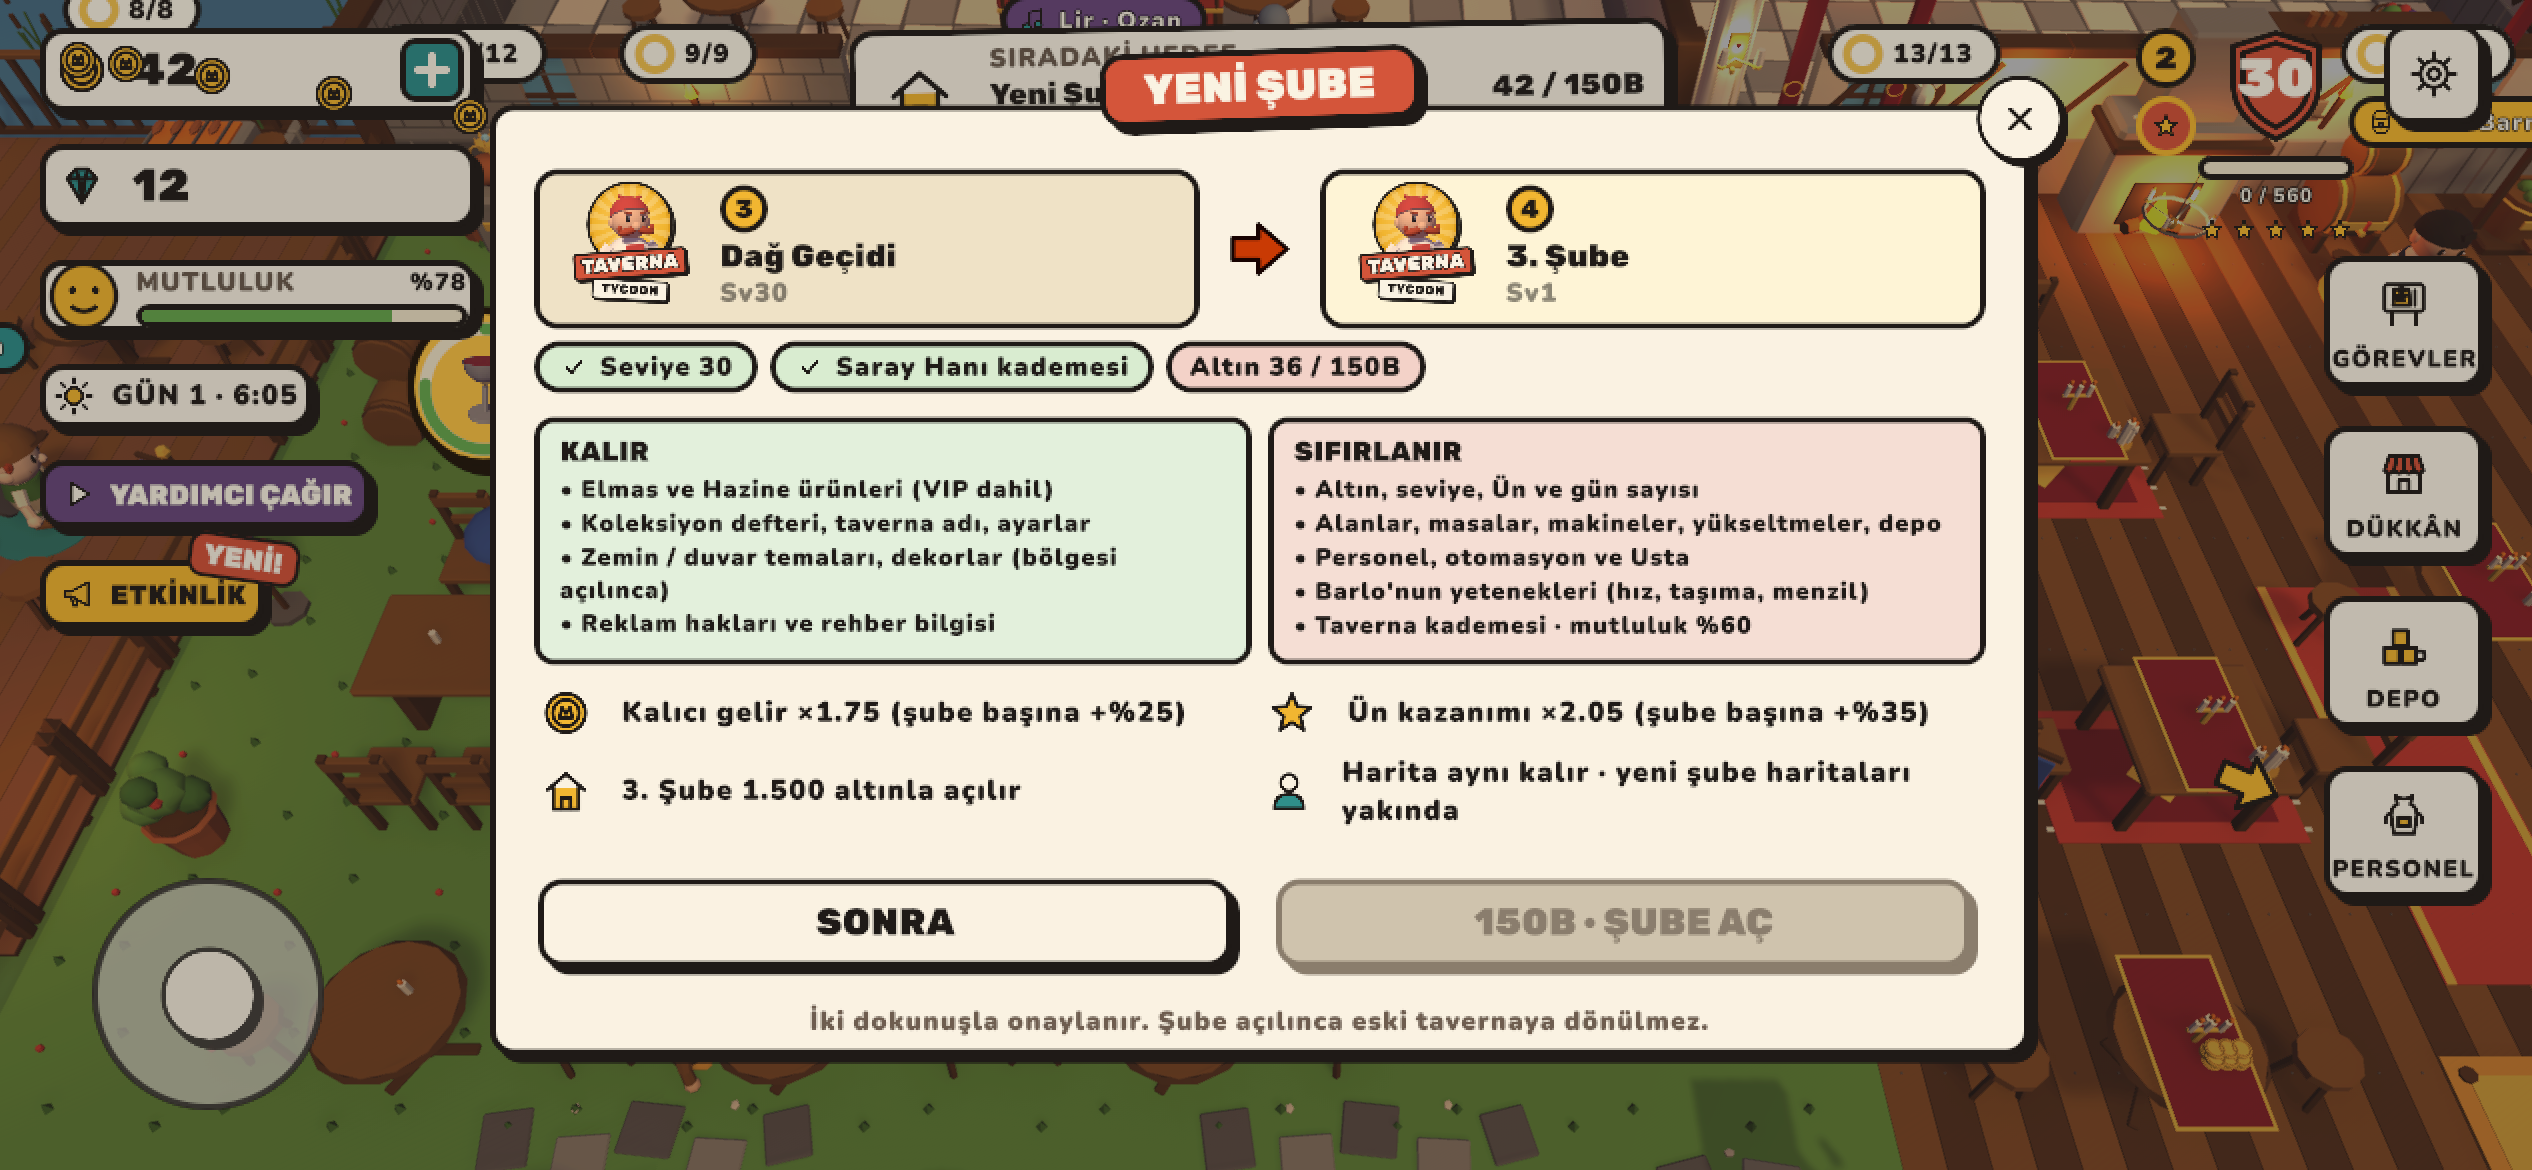 8/8
42
/12
9/9
Lir · Ozan
SIRADAKİ HEDEF
Yeni Şu
42 / 150B
13/13
2
30
0 / 560
12
MUTLULUK
%78
GÜN 1 · 6:05
YARDIMCI ÇAĞIR
YENİ!
ETKİNLİK
YENİ ŞUBE
TAVERNA
TYCOON
3
Dağ Geçidi
Sv30
TAVERNA
TYCOON
4
3. Şube
Sv1
Seviye 30
Saray Hanı kademesi
Altın 36 / 150B
KALIR
• Elmas ve Hazine ürünleri (VIP dahil)
• Koleksiyon defteri, taverna adı, ayarlar
• Zemin / duvar temaları, dekorlar (bölgesi
açılınca)
• Reklam hakları ve rehber bilgisi
SIFIRLANIR
• Altın, seviye, Ün ve gün sayısı
• Alanlar, masalar, makineler, yükseltmeler, depo
• Personel, otomasyon ve Usta
• Barlo'nun yetenekleri (hız, taşıma, menzil)
• Taverna kademesi · mutluluk %60
Kalıcı gelir ×1.75 (şube başına +%25)
Ün kazanımı ×2.05 (şube başına +%35)
3. Şube 1.500 altınla açılır
Harita aynı kalır · yeni şube haritaları
yakında
SONRA
150B · ŞUBE AÇ
İki dokunuşla onaylanır. Şube açılınca eski tavernaya dönülmez.
GÖREVLER
DÜKKÂN
DEPO
PERSONEL